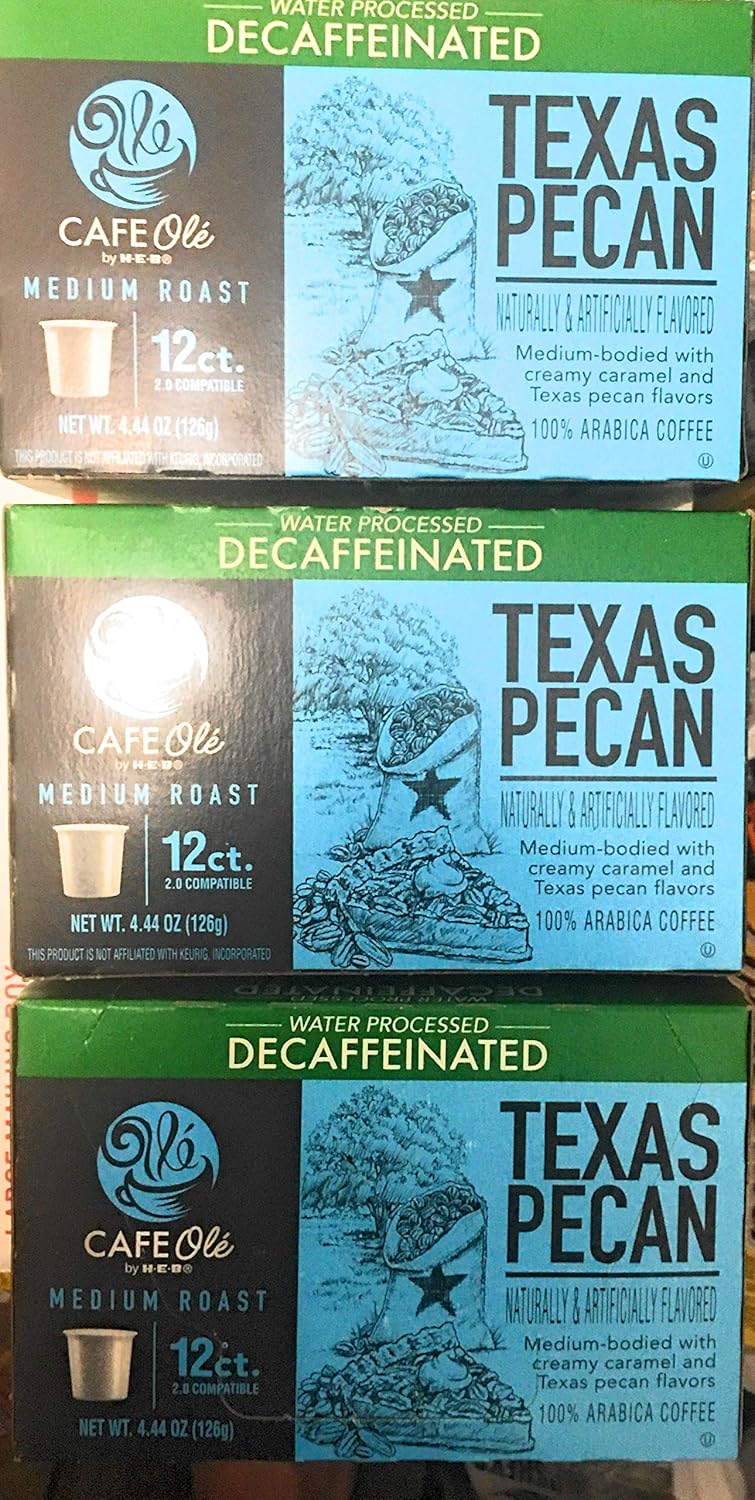 WATER PROCESSED
DECAFFEINATED
Olé
CAFE Olé
by H-E-B®
MEDIUM ROAST
12ct.
2.0 COMPATIBLE
NET WT. 4.44 OZ (126g)
THIS PRODUCT IS NOT AFFILIATED WITH KEURIG, INCORPORATED
TEXAS
PECAN
NATURALLY & ARTIFICIALLY FLAVORED
Medium-bodied with
creamy caramel and
Texas pecan flavors
100% ARABICA COFFEE
U
WATER PROCESSED
DECAFFEINATED
CAFE Olé
by H-E-B®
MEDIUM ROAST
12ct.
2.0 COMPATIBLE
NET WT. 4.44 OZ (126g)
THIS PRODUCT IS NOT AFFILIATED WITH KEURIG, INCORPORATED
TEXAS
PECAN
NATURALLY & ARTIFICIALLY FLAVORED
Medium-bodied with
creamy caramel and
Texas pecan flavors
100% ARABICA COFFEE
U
WATER PROCESSED
DECAFFEINATED
LARGE MAILING BOX
WATER PROCESSED
DECAFFEINATED
Olé
CAFE Olé
by H-E-B®
MEDIUM ROAST
12ct.
2.0 COMPATIBLE
NET WT. 4.44 OZ (126g)
TEXAS
PECAN
NATURALLY & ARTIFICIALLY FLAVORED
Medium-bodied with
creamy caramel and
Texas pecan flavors
100% ARABICA COFFEE
U